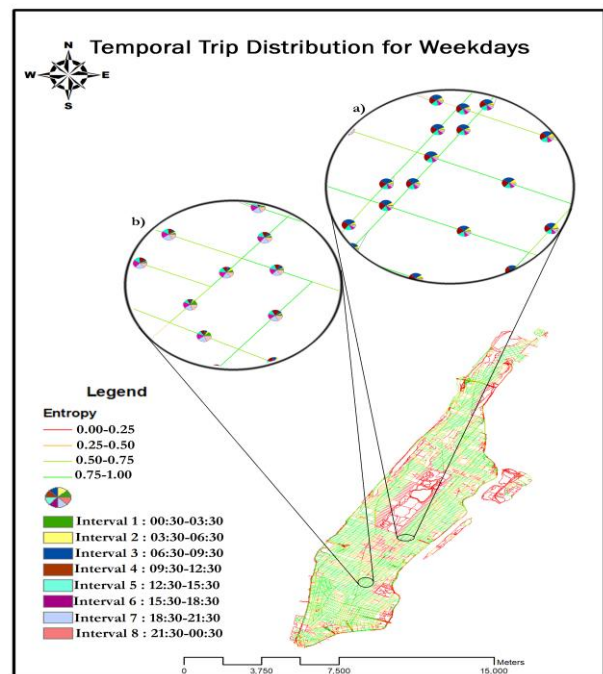 Temporal Trip Distribution for Weekdays
N
W E
S
a)
b)
Legend
Entropy
0.00-0.25
0.25-0.50
0.50-0.75
0.75-1.00
Interval 1 : 00:30-03:30
Interval 2 : 03:30-06:30
Interval 3 : 06:30-09:30
Interval 4 : 09:30-12:30
Interval 5 : 12:30-15:30
Interval 6 : 15:30-18:30
Interval 7 : 18:30-21:30
Interval 8 : 21:30-00:30
Meters
0 3,750 7,500 15,000